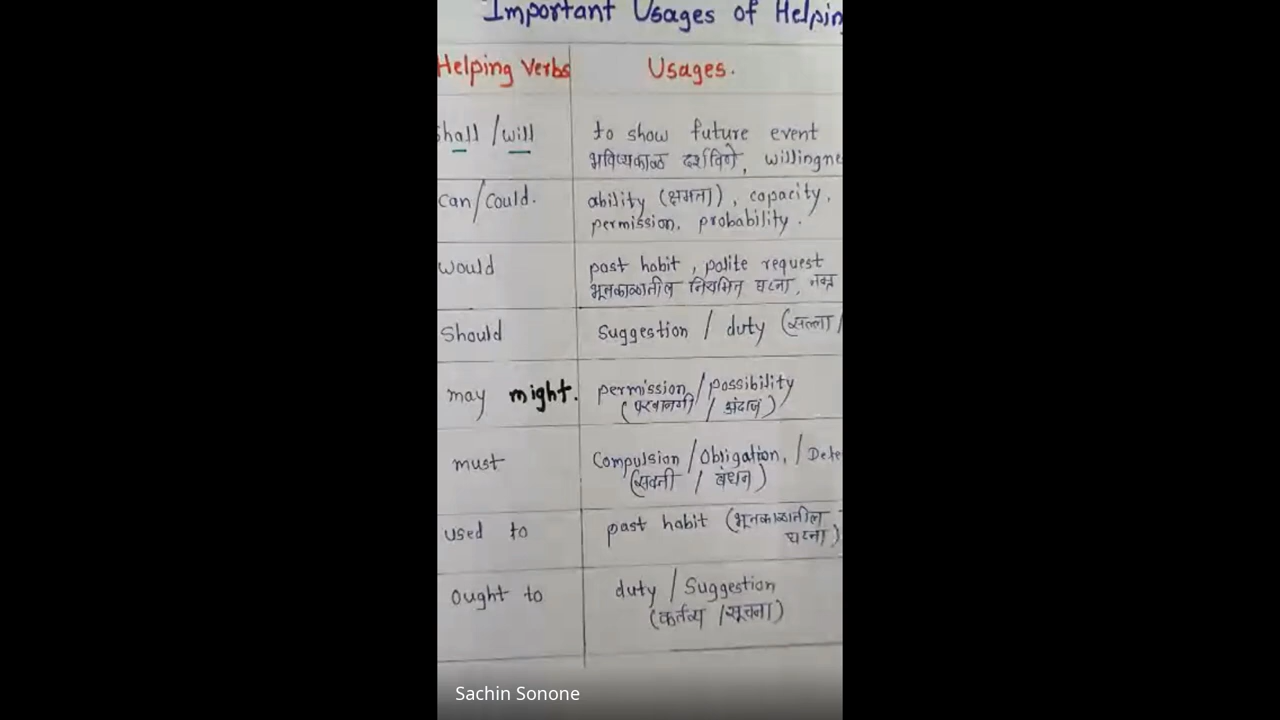 Important Usages of Helpin
Helping Verbs Usages.
shall / will to show future event
भविष्यकाळ दर्शविणे, willingne
can/could. ability (क्षमता), capacity,
permission, probability.
would past habit, polite request
भूतकाळातील नियमित घटना, नम्र
Should Suggestion / duty (सल्ला /
may might. permission / possibility
(परवानगी / अंदाज)
must Compulsion / Obligation, / Dete
(सक्ती / बंधन)
used to past habit (भूतकाळातील
घटना)
ought to duty / Suggestion
(कर्तव्य / सूचना)
Sachin Sonone